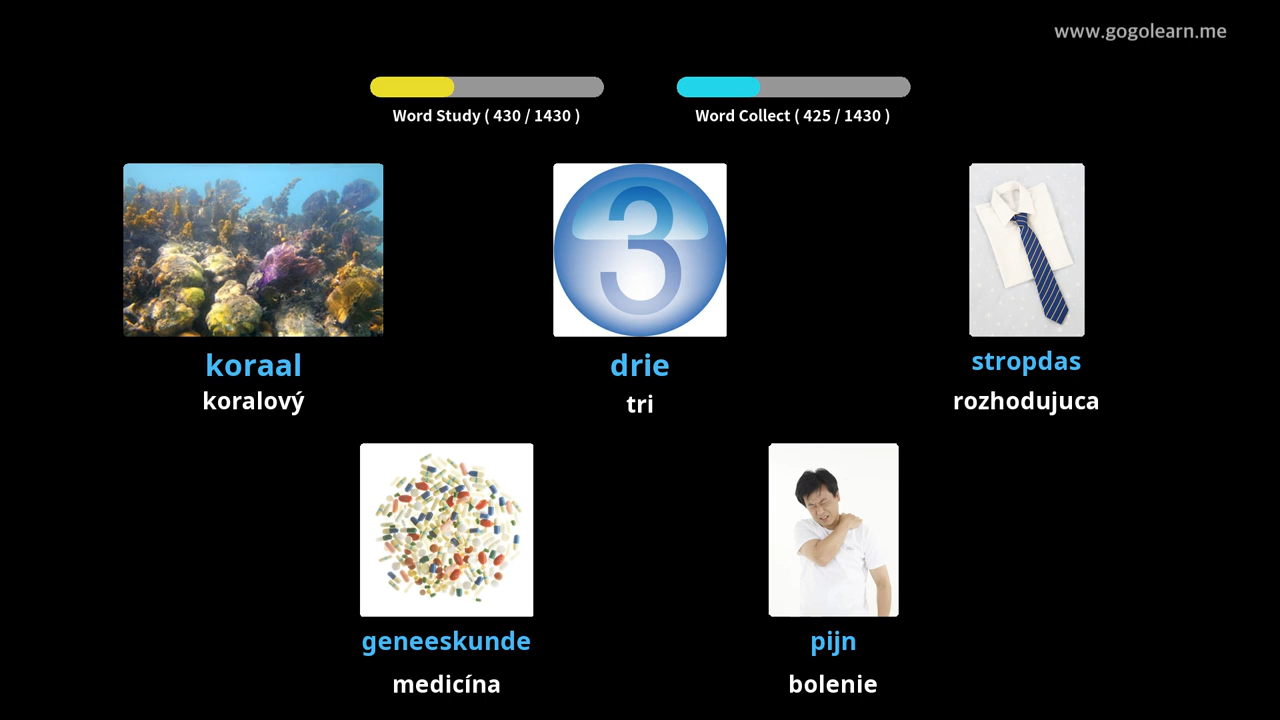 www.gogolearn.me
Word Study ( 430 / 1430 )
Word Collect ( 425 / 1430 )
3
koraal
koralový
drie
tri
stropdas
rozhodujuca
geneeskunde
medicína
pijn
bolenie